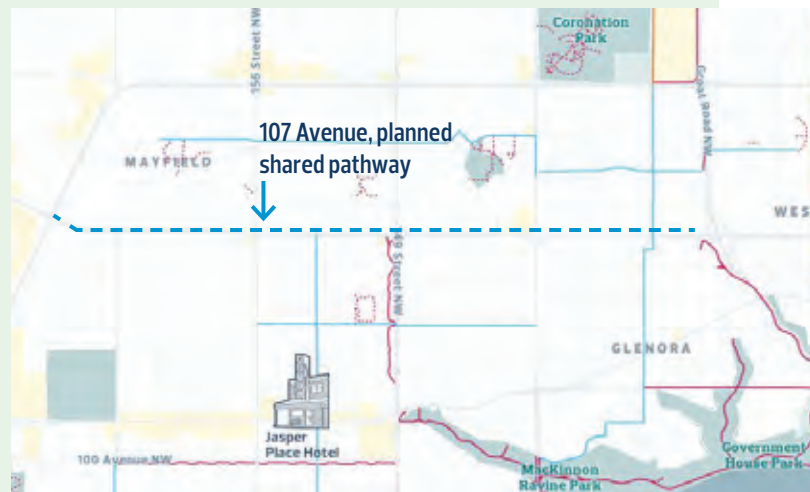 Coronation
Park
156 Street NW
Groat Road NW
107 Avenue, planned
shared pathway
MAYFIELD
WES
149 Street NW
GLENORA
Jasper
Place Hotel
100 Avenue NW
Government
House Park
MacKinnon
Ravine Park